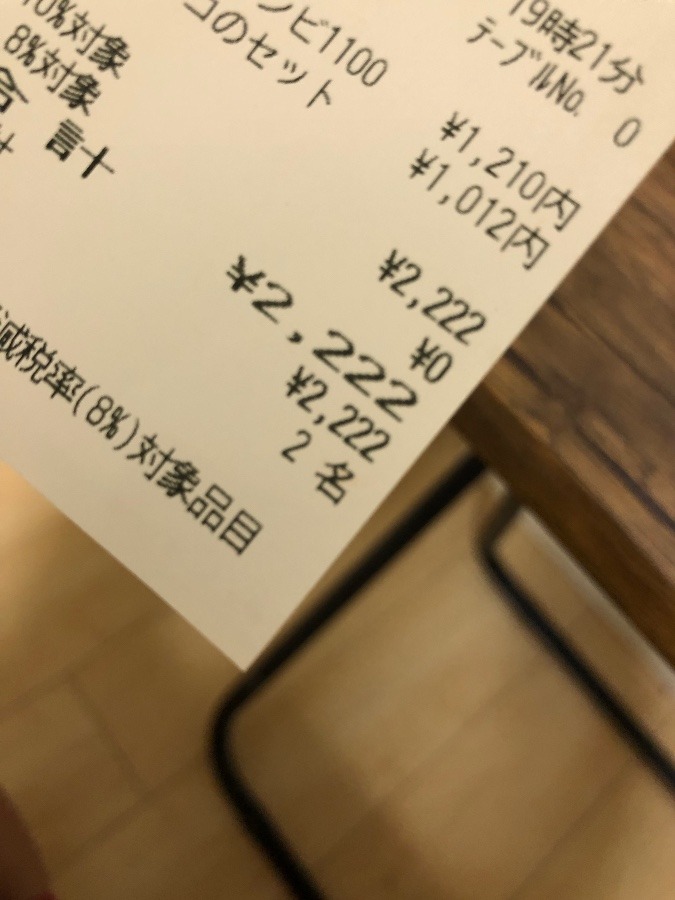 19時21分
テーブルNo. 0
ンビ1100 ¥1,210内
コのセット ¥1,012内
10%対象 ¥2,222
8%対象 ¥0
合 計 ¥2,222
¥2,222
2 名
減税率(8%)対象品目